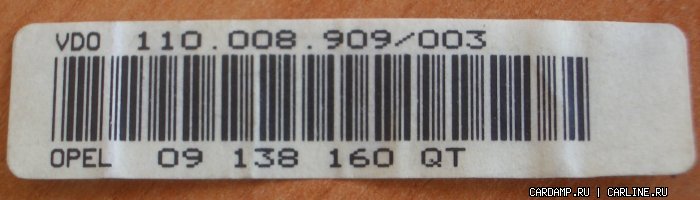 VDO 110.008.909/003
OPEL 09 138 160 QT
CARDAMP.RU | CARLINE.RU